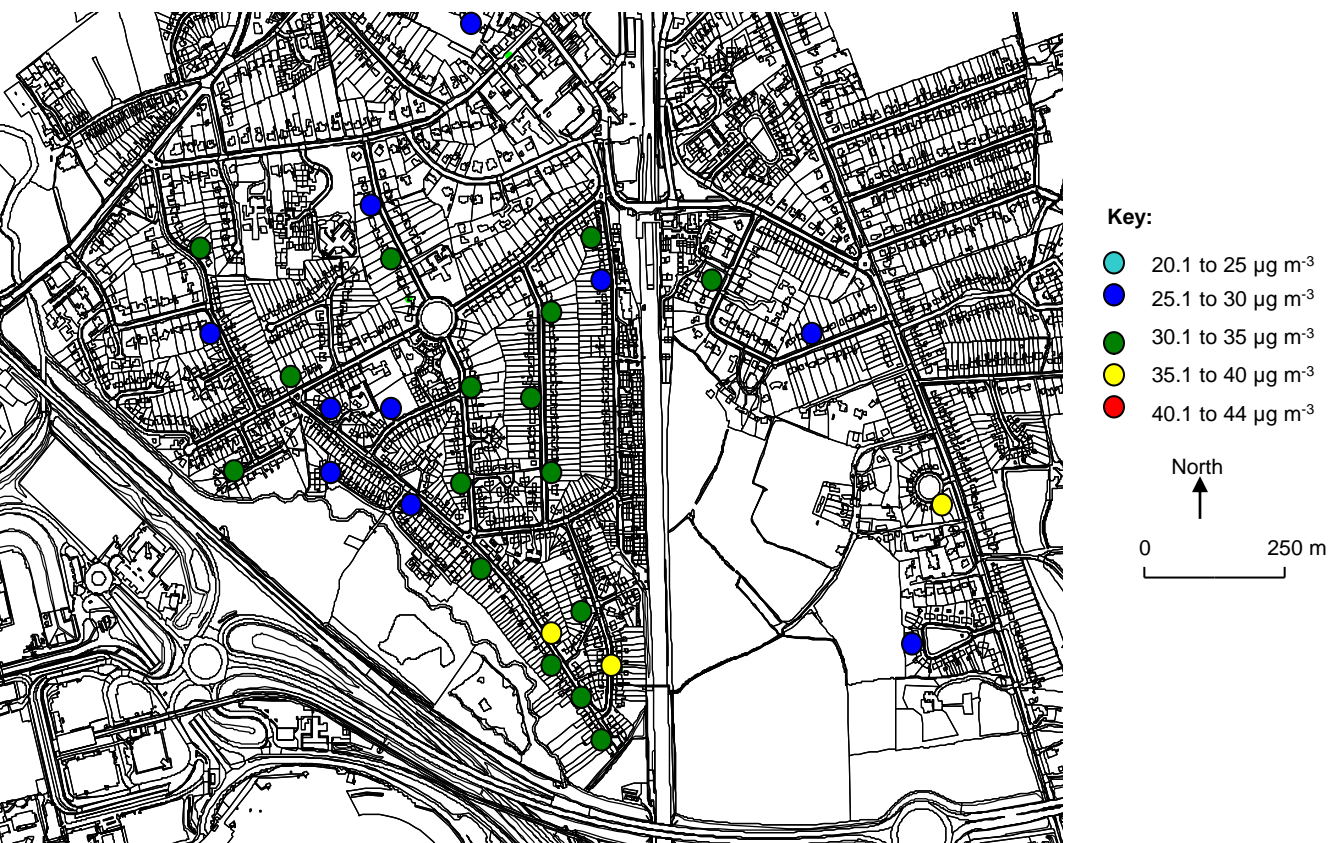 Key:
20.1 to 25 µg m-3
25.1 to 30 µg m-3
30.1 to 35 µg m-3
35.1 to 40 µg m-3
40.1 to 44 µg m-3
North
0 250 m